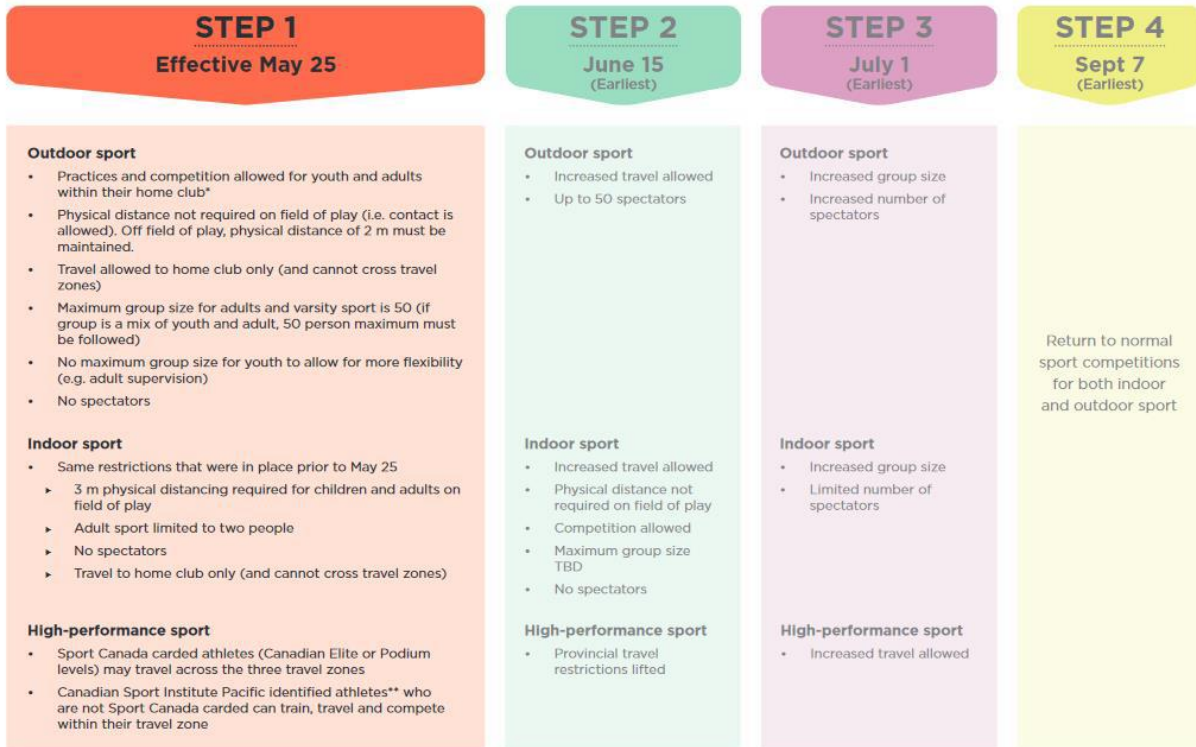 STEP 1
Effective May 25
Outdoor sport
• Practices and competition allowed for youth and adults
within their home club*
• Physical distance not required on field of play (i.e. contact is
allowed). Off field of play, physical distance of 2 m must be
maintained.
• Travel allowed to home club only (and cannot cross travel
zones)
• Maximum group size for adults and varsity sport is 50 (if
group is a mix of youth and adult, 50 person maximum must
be followed)
• No maximum group size for youth to allow for more flexibility
(e.g. adult supervision)
• No spectators
Indoor sport
• Same restrictions that were in place prior to May 25
▸ 3 m physical distancing required for children and adults on
field of play
▸ Adult sport limited to two people
▸ No spectators
▸ Travel to home club only (and cannot cross travel zones)
High-performance sport
• Sport Canada carded athletes (Canadian Elite or Podium
levels) may travel across the three travel zones
• Canadian Sport Institute Pacific identified athletes** who
are not Sport Canada carded can train, travel and compete
within their travel zone
STEP 2
June 15
(Earliest)
Outdoor sport
• Increased travel allowed
• Up to 50 spectators
Indoor sport
• Increased travel allowed
• Physical distance not
required on field of play
• Competition allowed
• Maximum group size
TBD
• No spectators
High-performance sport
• Provincial travel
restrictions lifted
STEP 3
July 1
(Earliest)
Outdoor sport
• Increased group size
• Increased number of
spectators
Indoor sport
• Increased group size
• Limited number of
spectators
High-performance sport
• Increased travel allowed
STEP 4
Sept 7
(Earliest)
Return to normal
sport competitions
for both indoor
and outdoor sport